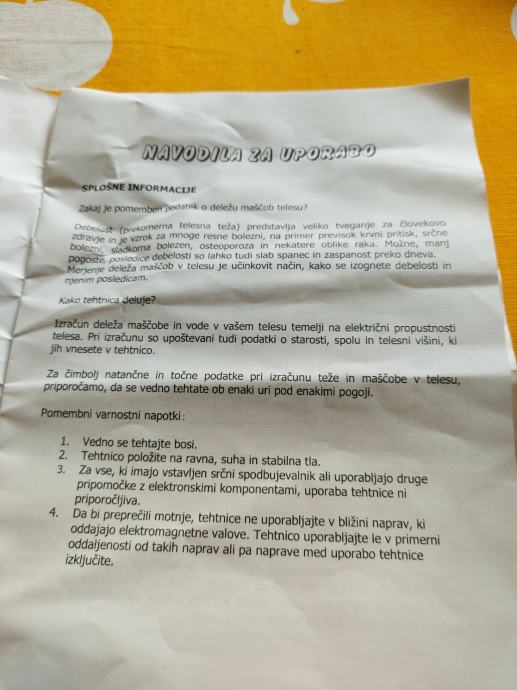 NAVODILA ZA UPORABO
SPLOŠNE INFORMACIJE
Zakaj je pomemben podatek o deležu maščob telesu?
Debelost (prekomerna telesna teža) predstavlja veliko tveganje za človekovo
zdravje in je vzrok za mnoge resne bolezni, na primer previsok krvni pritisk, srčne
bolezni, sladkorna bolezen, osteoporoza in nekatere oblike raka. Možne, manj
pogoste, posledice debelosti so lahko tudi slab spanec in zaspanost preko dneva.
Merjenje deleža maščob v telesu je učinkovit način, kako se izognete debelosti in
njenim posledicam.
Kako tehtnica deluje?
Izračun deleža maščobe in vode v vašem telesu temelji na električni propustnosti
telesa. Pri izračunu so upoštevani tudi podatki o starosti, spolu in telesni višini, ki
jih vnesete v tehtnico.
Za čimbolj natančne in točne podatke pri izračunu teže in maščobe v telesu,
priporočamo, da se vedno tehtate ob enaki uri pod enakimi pogoji.
Pomembni varnostni napotki:
1. Vedno se tehtajte bosi.
2. Tehtnico položite na ravna, suha in stabilna tla.
3. Za vse, ki imajo vstavljen srčni spodbujevalnik ali uporabljajo druge
pripomočke z elektronskimi komponentami, uporaba tehtnice ni
priporočljiva.
4. Da bi preprečili motnje, tehtnice ne uporabljajte v bližini naprav, ki
oddajajo elektromagnetne valove. Tehtnico uporabljajte le v primerni
oddaljenosti od takih naprav ali pa naprave med uporabo tehtnice
izključite.